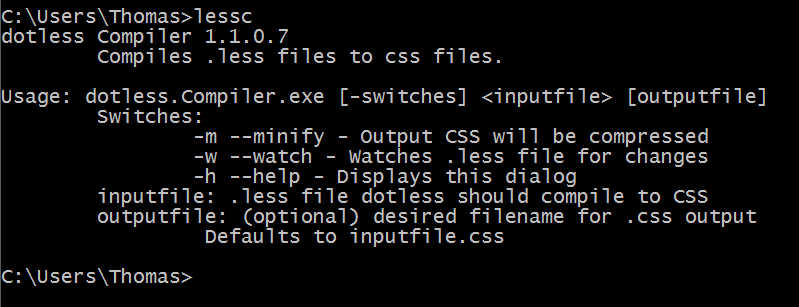 C:\Users\Thomas>lessc
dotless Compiler 1.1.0.7
Compiles .less files to css files.
Usage: dotless.Compiler.exe [-switches] <inputfile> [outputfile]
Switches:
-m --minify - Output CSS will be compressed
-w --watch - Watches .less file for changes
-h --help - Displays this dialog
inputfile: .less file dotless should compile to CSS
outputfile: (optional) desired filename for .css output
Defaults to inputfile.css
C:\Users\Thomas>